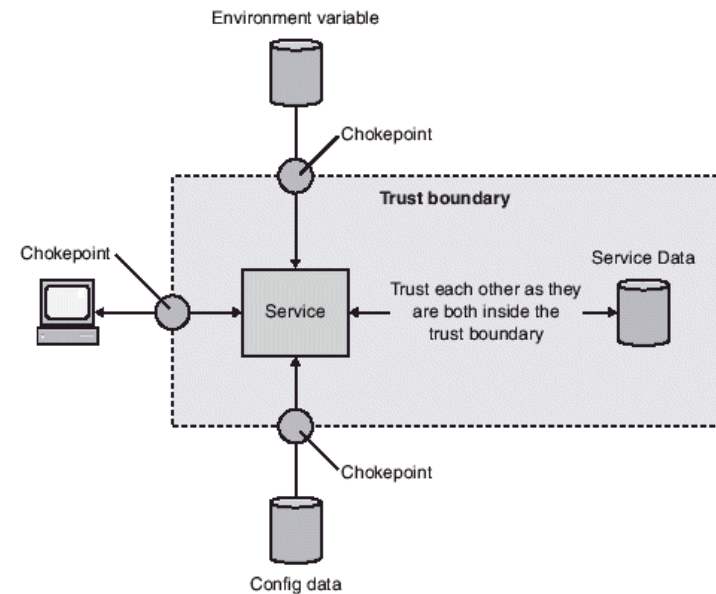 Environment variable
Chokepoint
Trust boundary
Chokepoint
Service Data
Service
Trust each other as they
are both inside the
trust boundary
Chokepoint
Config data